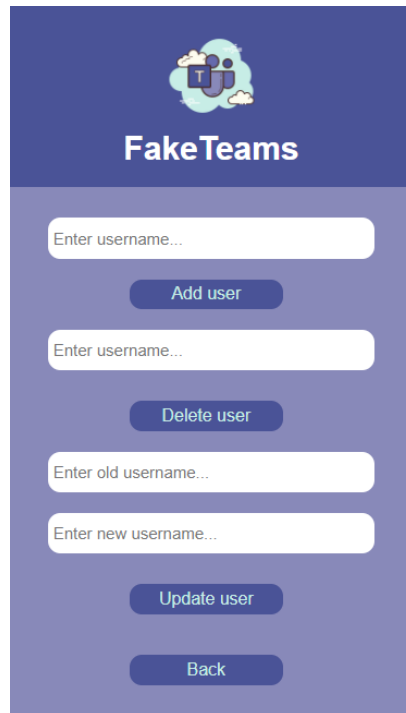 T
FakeTeams
Enter username...
Add user
Enter username...
Delete user
Enter old username...
Enter new username...
Update user
Back